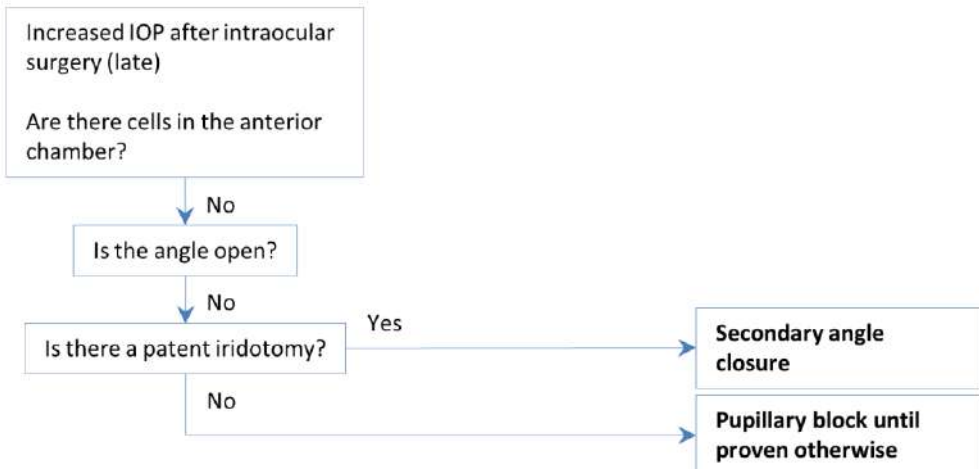 Increased IOP after intraocular
surgery (late)
Are there cells in the anterior
chamber?
No
Is the angle open?
No
Is there a patent iridotomy?
Yes
Secondary angle
closure
No
Pupillary block until
proven otherwise